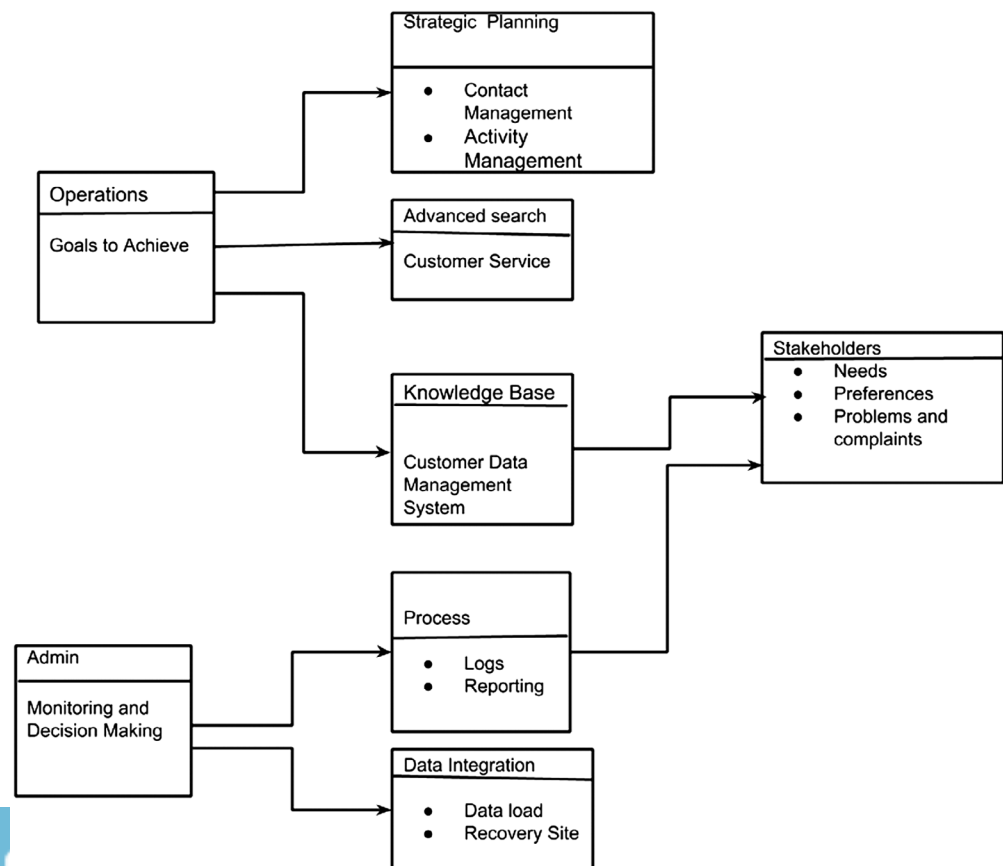 Strategic Planning
● Contact
Management
● Activity
Management
Operations
Goals to Achieve
Advanced search
Customer Service
Stakeholders
● Needs
● Preferences
● Problems and
complaints
Knowledge Base
Customer Data
Management
System
Process
● Logs
● Reporting
Admin
Monitoring and
Decision Making
Data Integration
● Data load
● Recovery Site